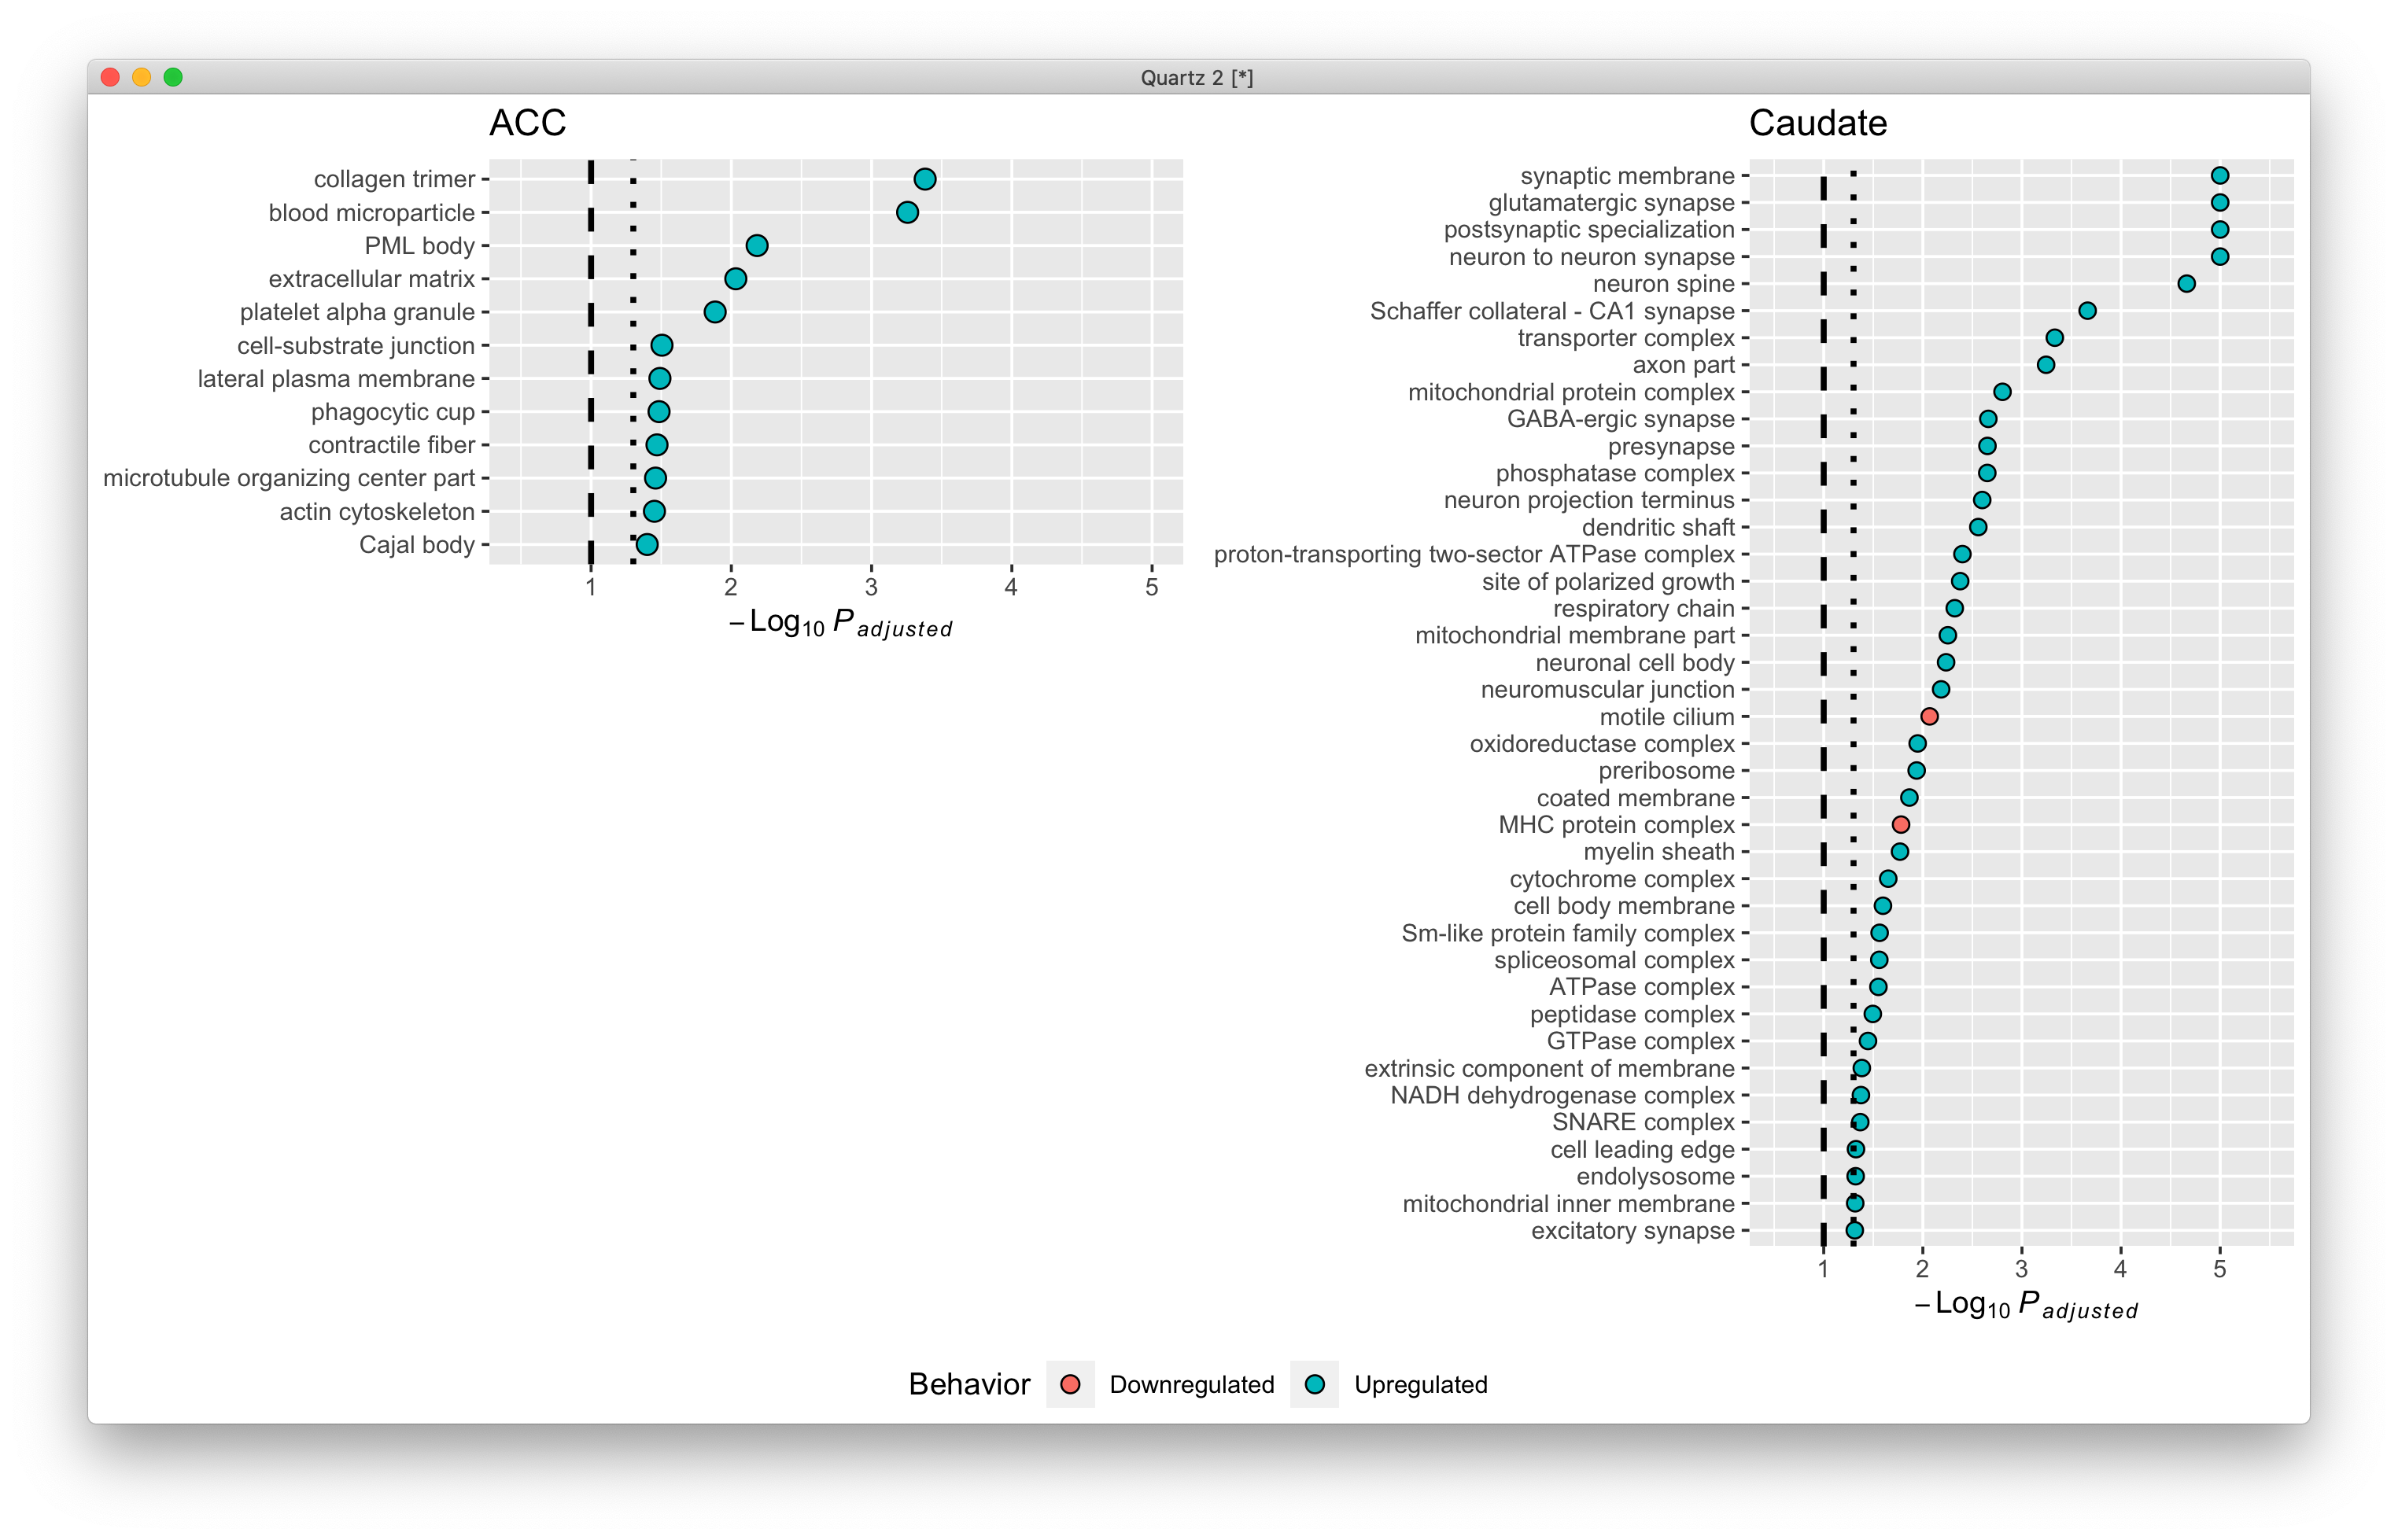 Quartz 2 [*]
ACC
collagen trimer
blood microparticle
PML body
extracellular matrix
platelet alpha granule
cell-substrate junction
lateral plasma membrane
phagocytic cup
contractile fiber
microtubule organizing center part
actin cytoskeleton
Cajal body
1 2 3 4 5
−Log10 Padjusted
Caudate
synaptic membrane
glutamatergic synapse
postsynaptic specialization
neuron to neuron synapse
neuron spine
Schaffer collateral - CA1 synapse
transporter complex
axon part
mitochondrial protein complex
GABA-ergic synapse
presynapse
phosphatase complex
neuron projection terminus
dendritic shaft
proton-transporting two-sector ATPase complex
site of polarized growth
respiratory chain
mitochondrial membrane part
neuronal cell body
neuromuscular junction
motile cilium
oxidoreductase complex
preribosome
coated membrane
MHC protein complex
myelin sheath
cytochrome complex
cell body membrane
Sm-like protein family complex
spliceosomal complex
ATPase complex
peptidase complex
GTPase complex
extrinsic component of membrane
NADH dehydrogenase complex
SNARE complex
cell leading edge
endolysosome
mitochondrial inner membrane
excitatory synapse
1 2 3 4 5
−Log10 Padjusted
Behavior Downregulated Upregulated